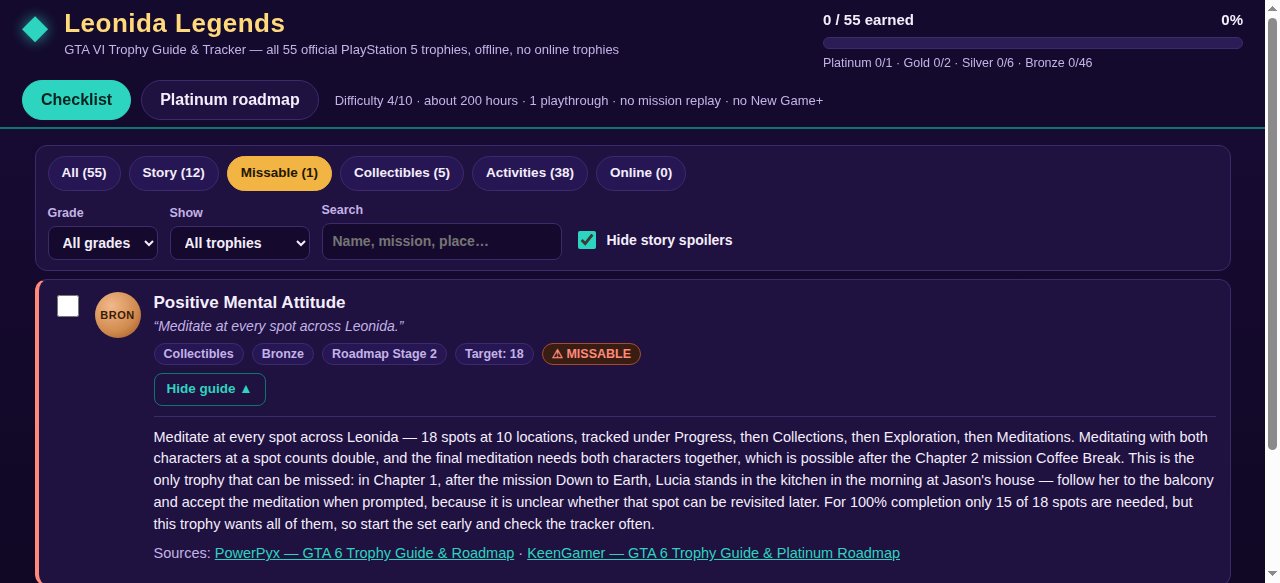 Leonida Legends
GTA VI Trophy Guide & Tracker — all 55 official PlayStation 5 trophies, offline, no online trophies
0 / 55 earned 0%
Platinum 0/1 · Gold 0/2 · Silver 0/6 · Bronze 0/46
Checklist Platinum roadmap Difficulty 4/10 · about 200 hours · 1 playthrough · no mission replay · no New Game+
All (55) Story (12) Missable (1) Collectibles (5) Activities (38) Online (0)
Grade Show Search
All grades All trophies Name, mission, place… Hide story spoilers
Positive Mental Attitude
BRON
“Meditate at every spot across Leonida.”
Collectibles Bronze Roadmap Stage 2 Target: 18 ⚠ MISSABLE
Hide guide ▲
Meditate at every spot across Leonida — 18 spots at 10 locations, tracked under Progress, then Collections, then Exploration, then Meditations. Meditating with both
characters at a spot counts double, and the final meditation needs both characters together, which is possible after the Chapter 2 mission Coffee Break. This is the
only trophy that can be missed: in Chapter 1, after the mission Down to Earth, Lucia stands in the kitchen in the morning at Jason's house — follow her to the balcony
and accept the meditation when prompted, because it is unclear whether that spot can be revisited later. For 100% completion only 15 of 18 spots are needed, but
this trophy wants all of them, so start the set early and check the tracker often.
Sources: PowerPyx — GTA 6 Trophy Guide & Roadmap · KeenGamer — GTA 6 Trophy Guide & Platinum Roadmap